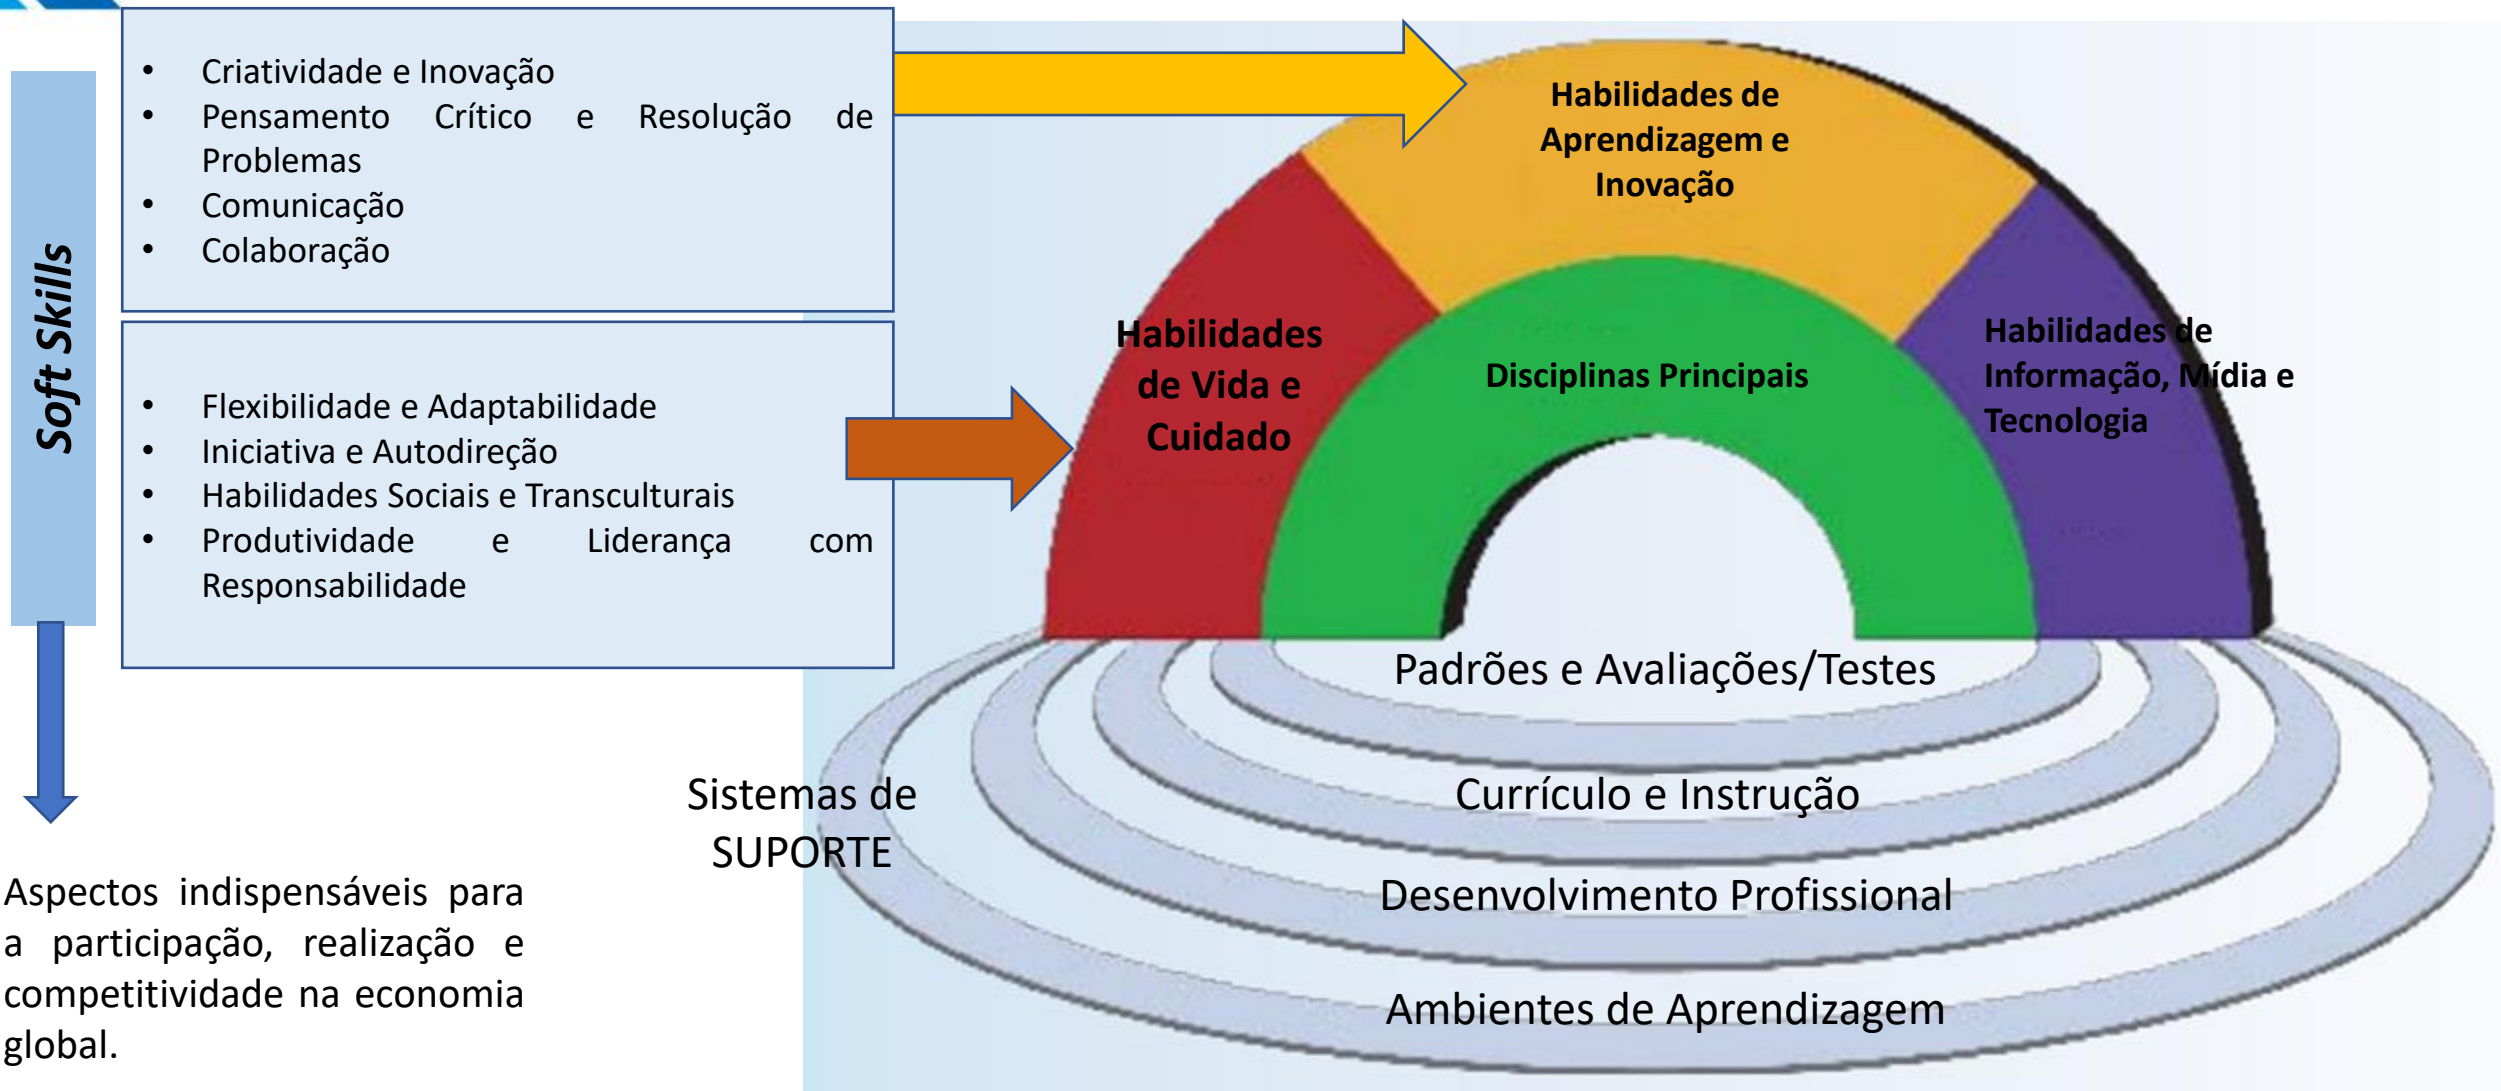 • Criatividade e Inovação
• Pensamento Crítico e Resolução de
Problemas
• Comunicação
• Colaboração
Soft Skills
• Flexibilidade e Adaptabilidade
• Iniciativa e Autodireção
• Habilidades Sociais e Transculturais
• Produtividade e Liderança com
Responsabilidade
Aspectos indispensáveis para
a participação, realização e
competitividade na economia
global.
Habilidades de
Aprendizagem e
Inovação
Habilidades
de Vida e
Cuidado
Disciplinas Principais
Habilidades de
Informação, Mídia e
Tecnologia
Sistemas de
SUPORTE
Padrões e Avaliações/Testes
Currículo e Instrução
Desenvolvimento Profissional
Ambientes de Aprendizagem